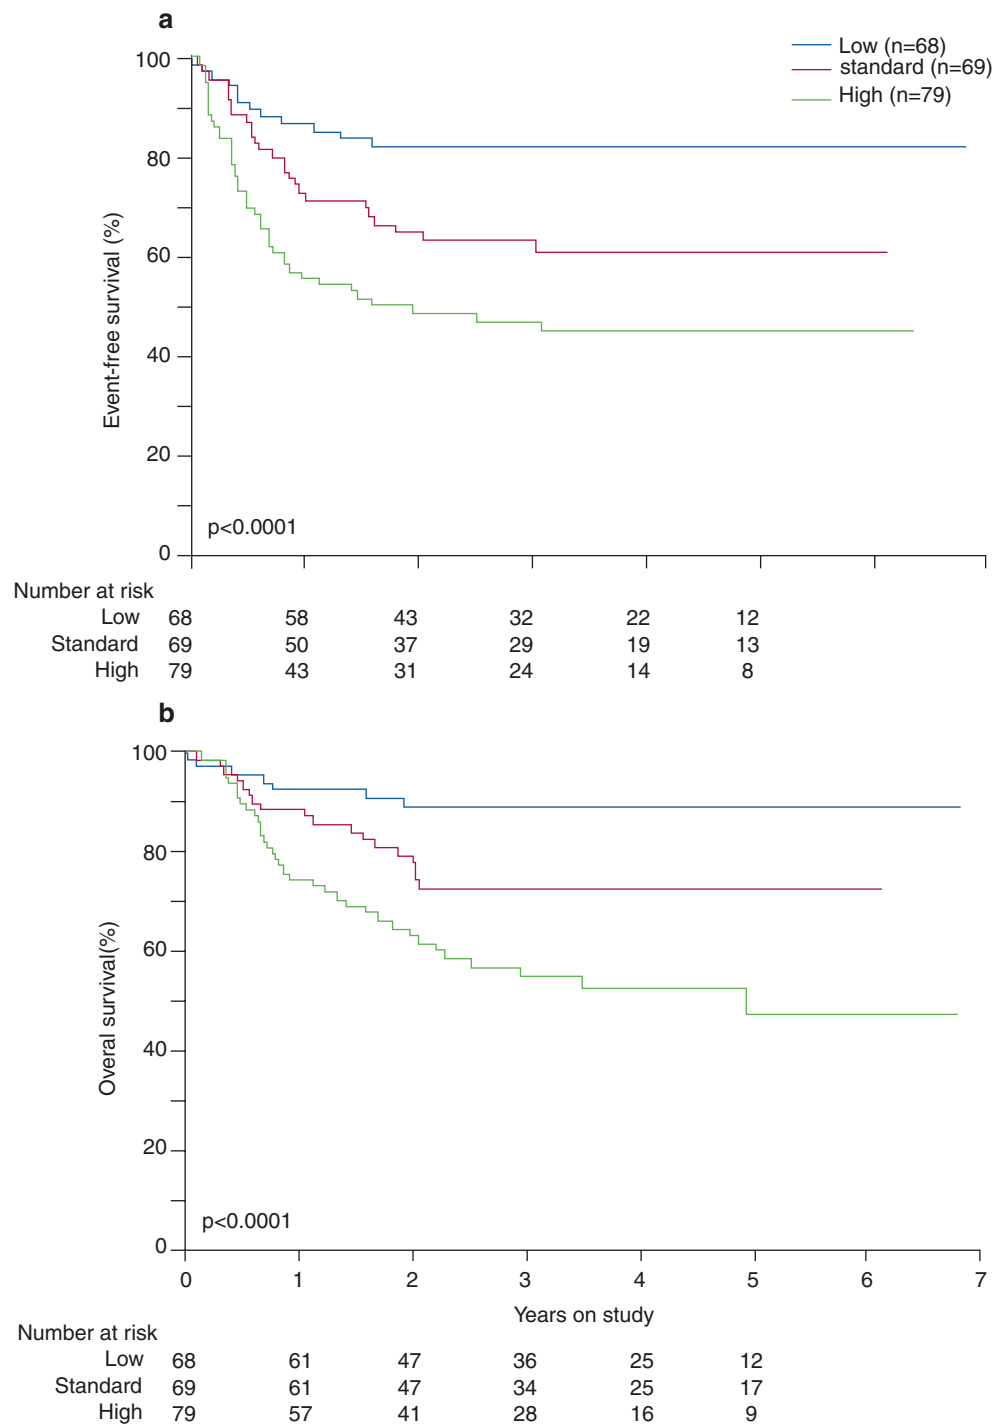 a
Low (n=68)
standard (n=69)
High (n=79)
100
80
60
40
20
0
Event-free survival (%)
p<0.0001
Number at risk
Low 68 58 43 32 22 12
Standard 69 50 37 29 19 13
High 79 43 31 24 14 8
b
100
80
60
40
20
0
Overal survival(%)
p<0.0001
0 1 2 3 4 5 6 7
Years on study
Number at risk
Low 68 61 47 36 25 12
Standard 69 61 47 34 25 17
High 79 57 41 28 16 9